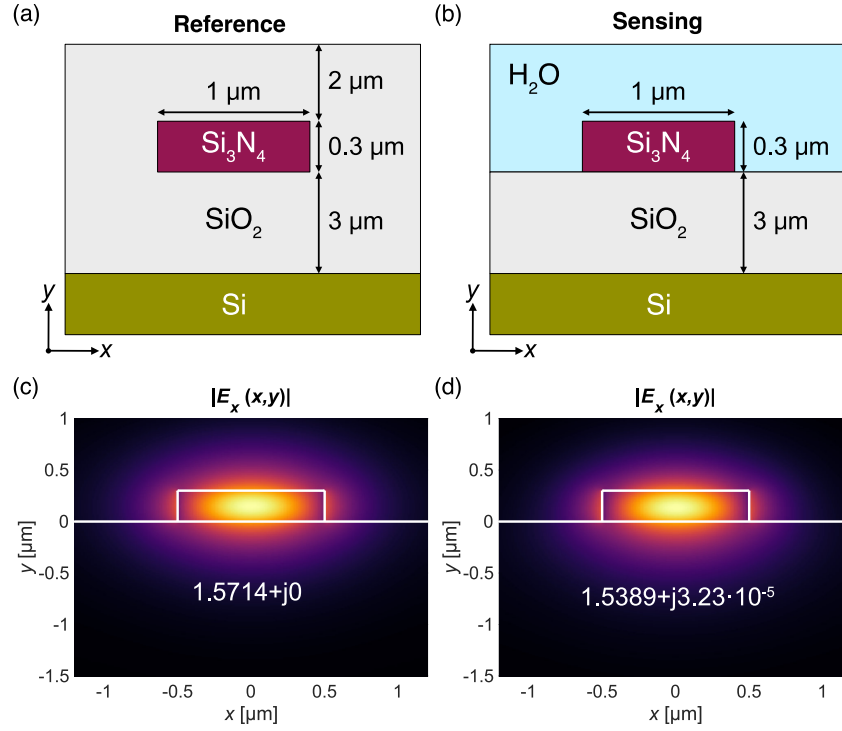 (a)
Reference
2 μm
1 μm
Si₃N₄
0.3 μm
SiO₂
3 μm
Si
y
x
(b)
Sensing
H₂O
1 μm
Si₃N₄
0.3 μm
SiO₂
3 μm
Si
y
x
(c)
|Eₓ (x,y)|
1
0.5
0
-0.5
-1
-1.5
y [μm]
1.5714+j0
-1 -0.5 0 0.5 1
x [μm]
(d)
|Eₓ (x,y)|
1
0.5
0
-0.5
-1
-1.5
y [μm]
1.5389+j3.23·10⁻⁵
-1 -0.5 0 0.5 1
x [μm]